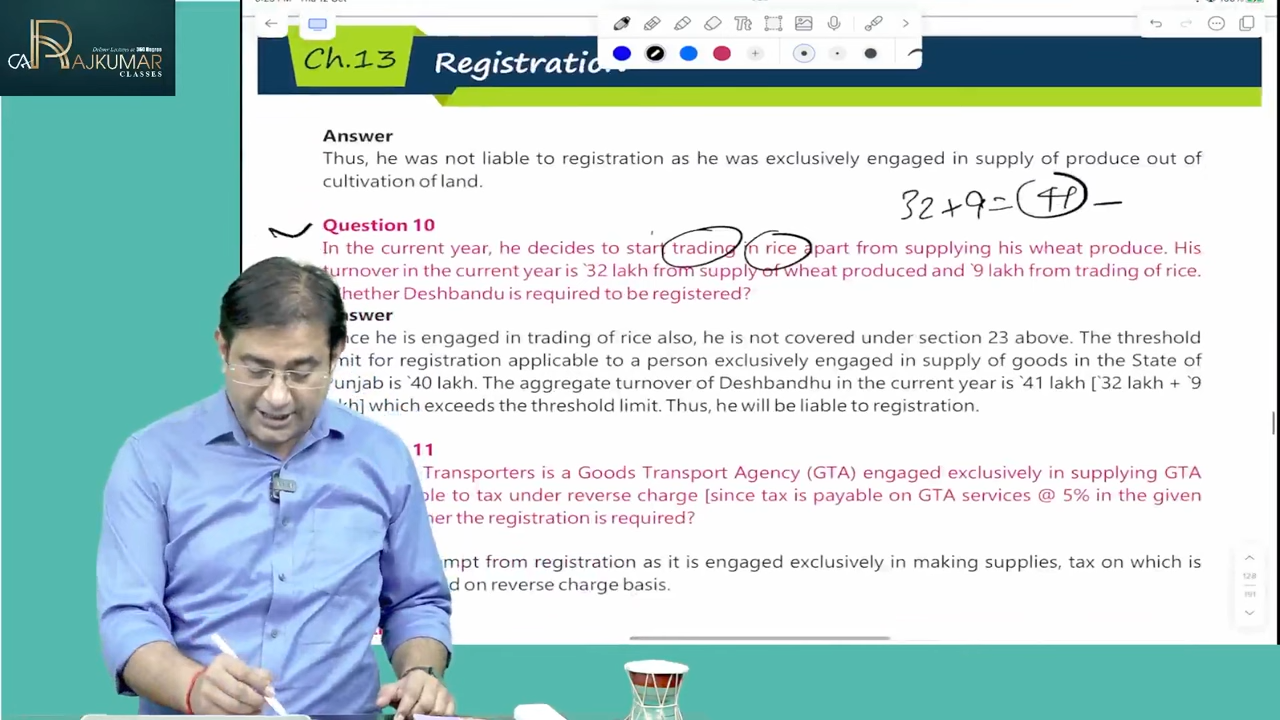 CA RAJKUMAR
Deliver Lectures at 360 Degree
CLASSES
Ch.13
Registration
Answer
Thus, he was not liable to registration as he was exclusively engaged in supply of produce out of
cultivation of land.
32+9=41
Question 10
In the current year, he decides to start trading in rice apart from supplying his wheat produce. His
turnover in the current year is `32 lakh from supply of wheat produced and `9 lakh from trading of rice.
hether Deshbandu is required to be registered?
nswer
nce he is engaged in trading of rice also, he is not covered under section 23 above. The threshold
mit for registration applicable to a person exclusively engaged in supply of goods in the State of
unjab is `40 lakh. The aggregate turnover of Deshbandhu in the current year is `41 lakh [`32 lakh + `9
kh] which exceeds the threshold limit. Thus, he will be liable to registration.
11
Transporters is a Goods Transport Agency (GTA) engaged exclusively in supplying GTA
ble to tax under reverse charge [since tax is payable on GTA services @ 5% in the given
her the registration is required?
mpt from registration as it is engaged exclusively in making supplies, tax on which is
d on reverse charge basis.